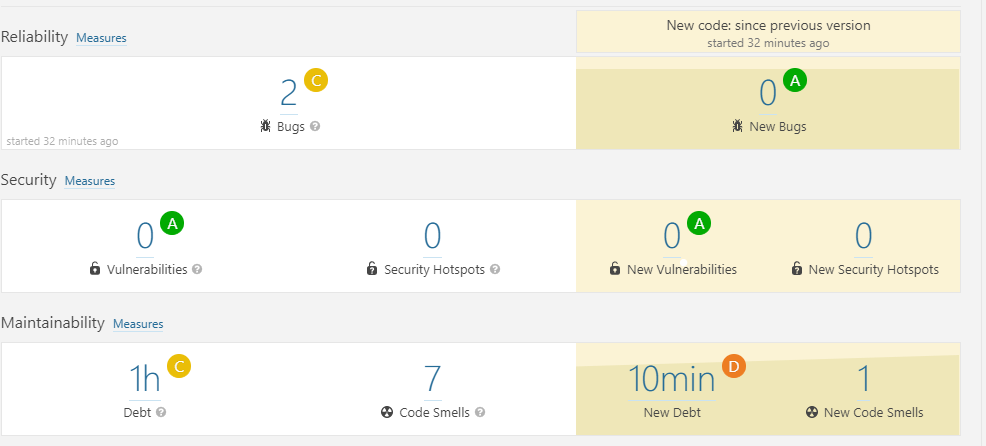 New code: since previous version
started 32 minutes ago
Reliability Measures
2 C
Bugs ?
started 32 minutes ago
0 A
New Bugs
Security Measures
0 A
Vulnerabilities ?
0
Security Hotspots ?
0 A
New Vulnerabilities
0
New Security Hotspots
Maintainability Measures
1h C
Debt ?
7
Code Smells ?
10min D
New Debt
1
New Code Smells